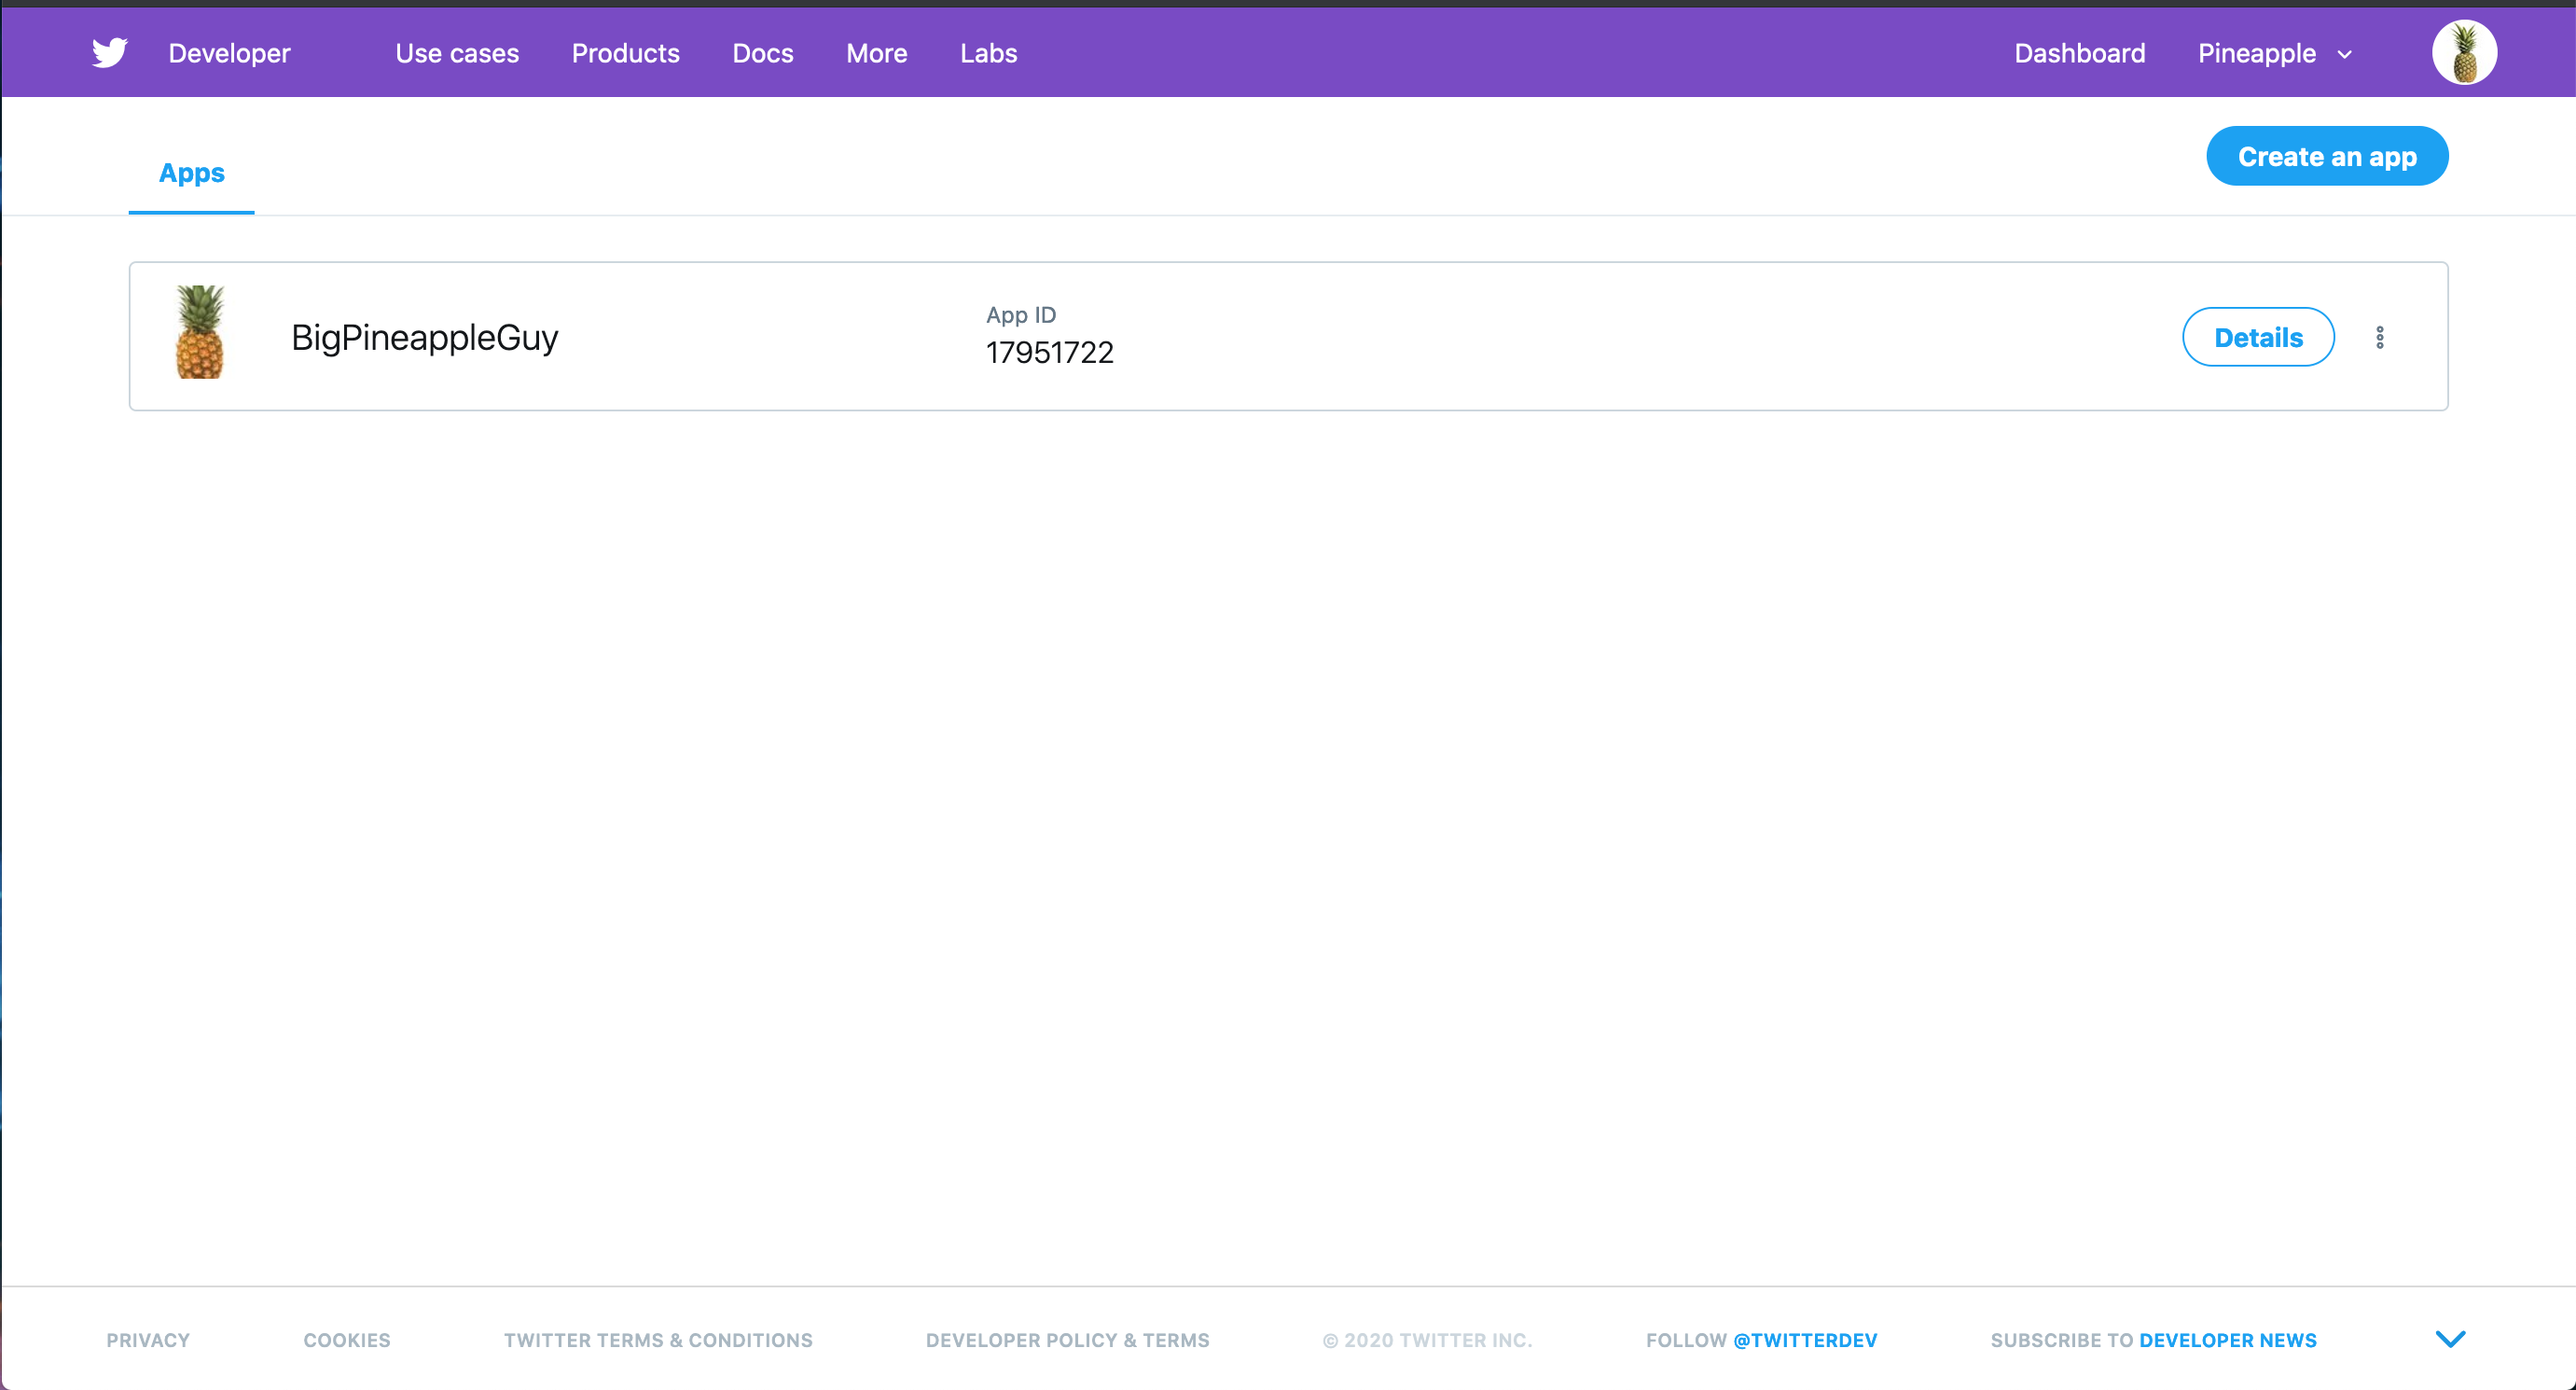 Developer Use cases Products Docs More Labs Dashboard Pineapple
Apps
Create an app
BigPineappleGuy
App ID
17951722
Details
PRIVACY COOKIES TWITTER TERMS & CONDITIONS DEVELOPER POLICY & TERMS © 2020 TWITTER INC. FOLLOW @TWITTERDEV SUBSCRIBE TO DEVELOPER NEWS